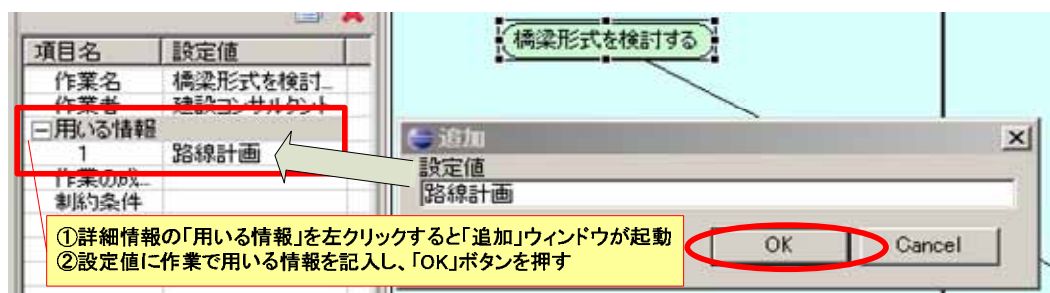 橋梁形式を検討する
項目名 設定値
作業名 橋梁形式を検討...
作業者 建設コンサルタント
用いる情報
1 路線計画
作業の成...
制約条件
追加
設定値
路線計画
OK Cancel
①詳細情報の「用いる情報」を左クリックすると「追加」ウィンドウが起動
②設定値に作業で用いる情報を記入し、「OK」ボタンを押す